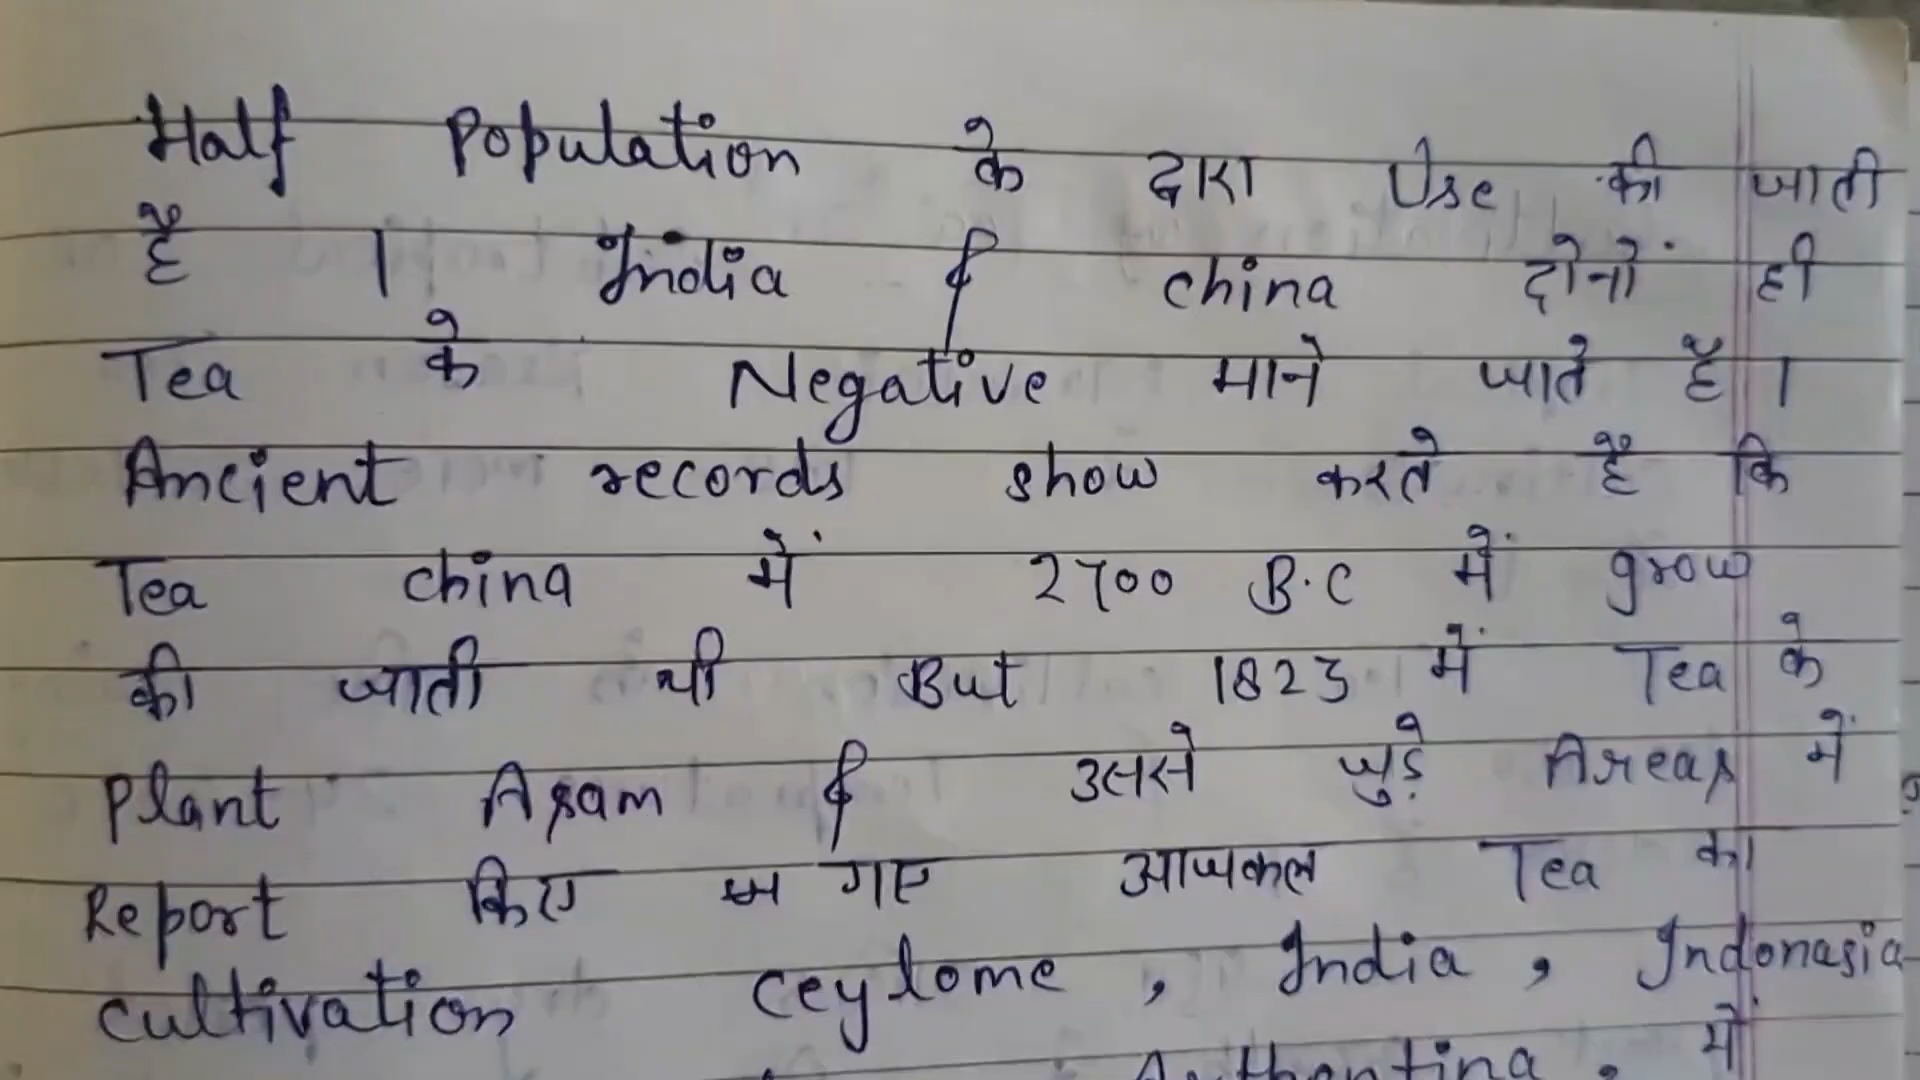 Half Population के द्वारा Use की जाती
है । India & China दोनों ही
Tea के Negative माने जाते है ।
Ancient records show करते हैं कि
Tea China में 2700 B.C में grow
की जाती थी But 1823 में Tea के
Plant Asam & उससे जुड़े Areas में
Report किए गए आजकल Tea का
Cultivation Ceylome , India , Indonasia
में